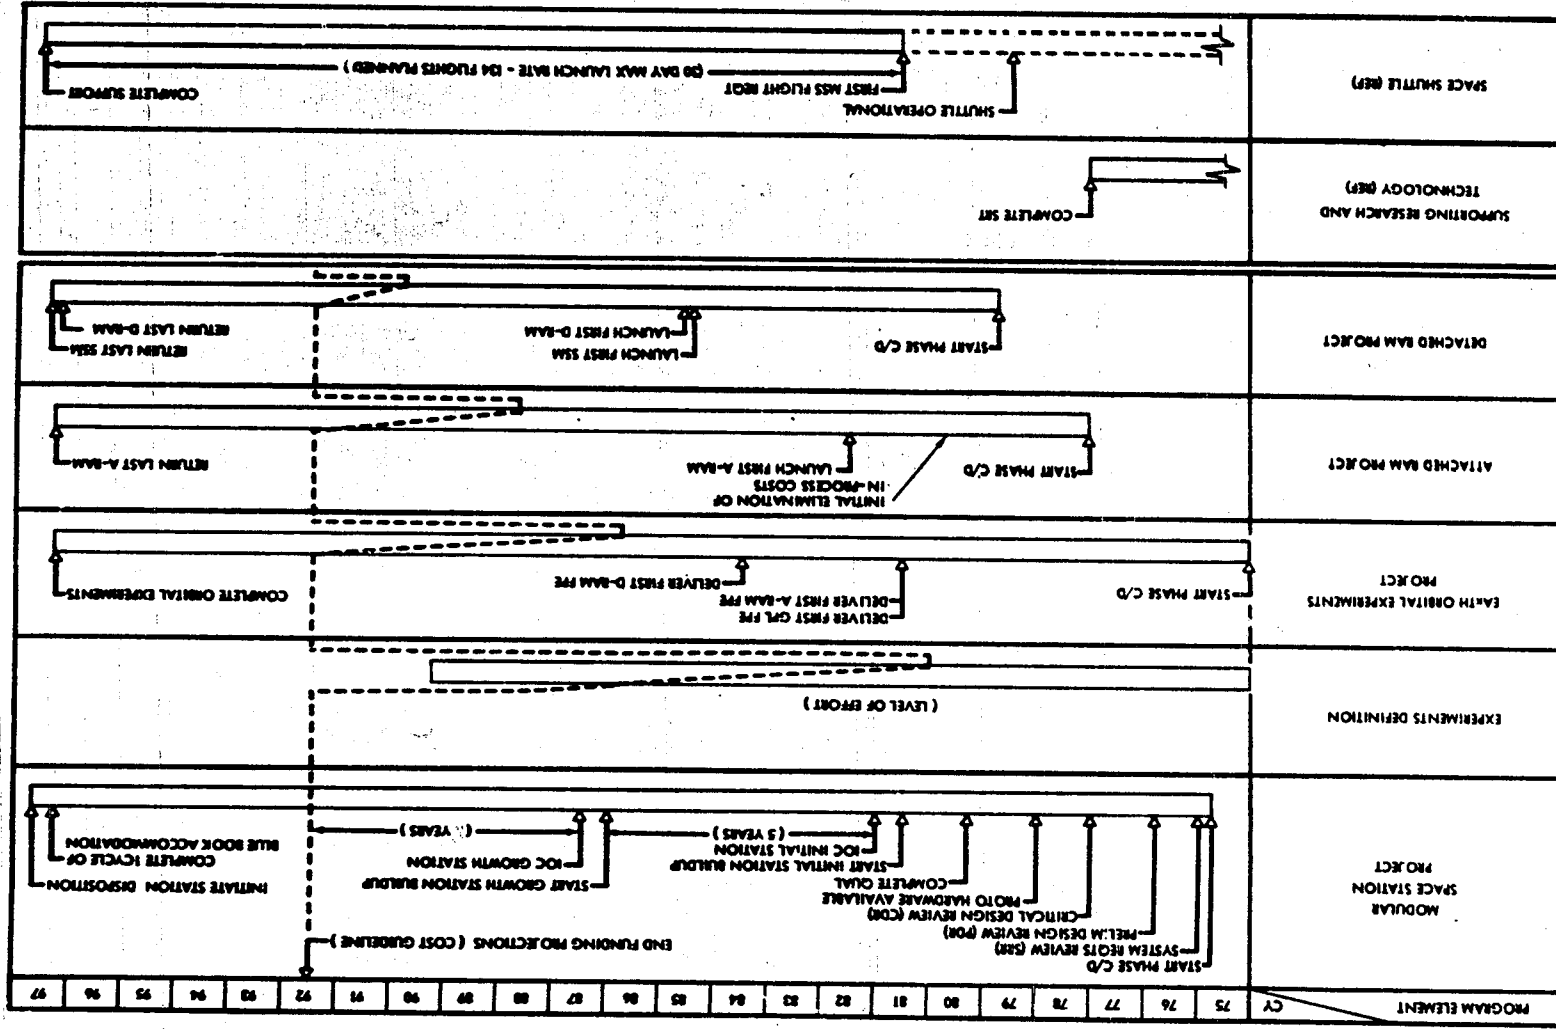 PROGRAM ELEMENT CY 75 76 77 78 79 80 81 82 83 84 85 86 87 88 89 90 91 92 93 94 95 96 97
MODULAR
SPACE STATION
PROJECT
START PHASE C/D
SYSTEM REQTS REVIEW (SRR)
PRELIM DESIGN REVIEW (PDR)
CRITICAL DESIGN REVIEW (CDR)
PROTO HARDWARE AVAILABLE
COMPLETE QUAL
START INITIAL STATION BUILDUP
IOC INITIAL STATION
( 5 YEARS )
END FUNDING PROJECTIONS ( COST GUIDELINE )
START GROWTH STATION BUILDUP
IOC GROWTH STATION
YEARS )
INITIATE STATION DISPOSITION
COMPLETE 1 CYCLE OF
BLUE BOOK ACCOMMODATION
EXPERIMENTS DEFINITION
( LEVEL OF EFFORT )
EARTH ORBITAL EXPERIMENTS
PROJECT
START PHASE C/D
DELIVER FIRST GPL FPE
DELIVER FIRST A-RAM FPE
DELIVER FIRST D-RAM FPE
COMPLETE ORBITAL EXPERIMENTS
ATTACHED RAM PROJECT
START PHASE C/D
INITIAL ELIMINATION OF
IN-PROCESS COSTS
LAUNCH FIRST A-RAM
RETURN LAST A-RAM
DETACHED RAM PROJECT
START PHASE C/D
LAUNCH FIRST SSM
LAUNCH FIRST D-RAM
RETURN LAST SSM
RETURN LAST D-RAM
SUPPORTING RESEARCH AND
TECHNOLOGY (REF)
COMPLETE SRT
SPACE SHUTTLE (REF)
SHUTTLE OPERATIONAL
FIRST MSS FLIGHT REQT
(30 DAY MAX LAUNCH RATE - 134 FLIGHTS PLANNED )
COMPLETE SUPPORT